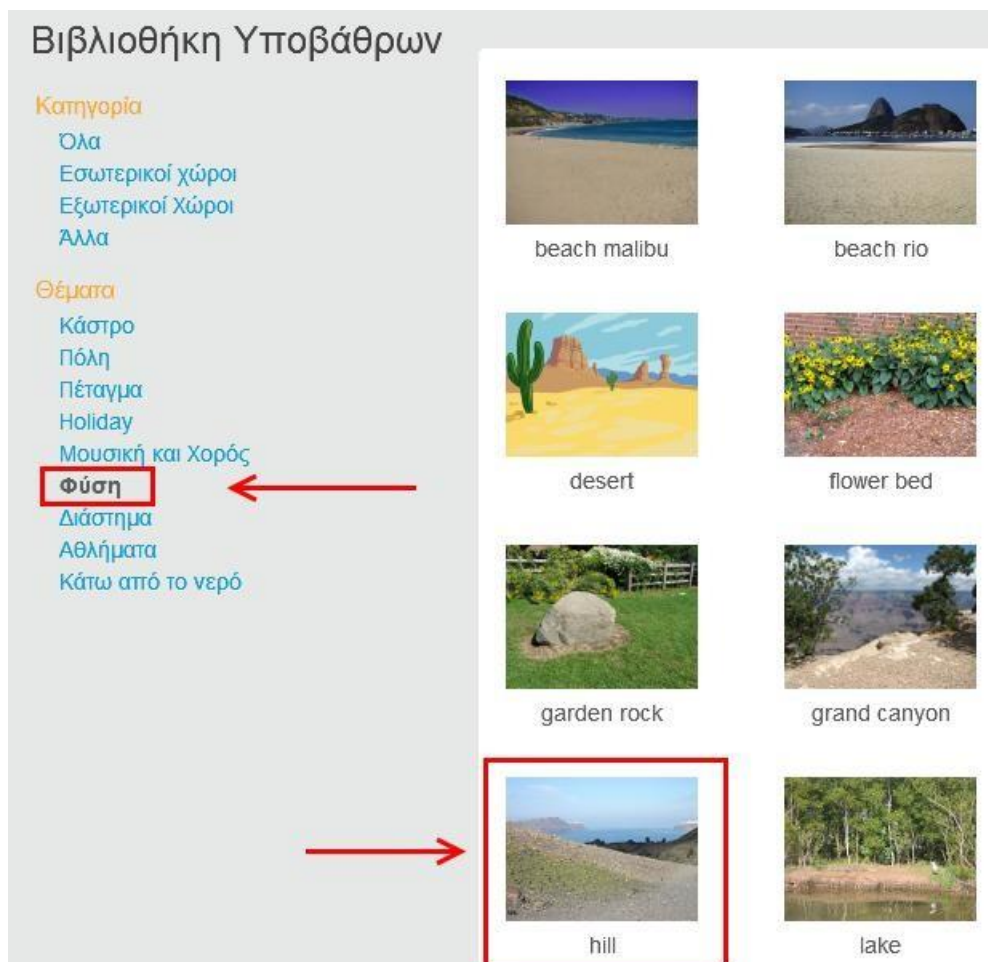 Βιβλιοθήκη Υποβάθρων
Κατηγορία
Όλα
Εσωτερικοί χώροι
Εξωτερικοί Χώροι
Άλλα
Θέματα
Κάστρο
Πόλη
Πέταγμα
Holiday
Μουσική και Χορός
Φύση
Διάστημα
Αθλήματα
Κάτω από το νερό
beach malibu
beach rio
desert
flower bed
garden rock
grand canyon
hill
lake